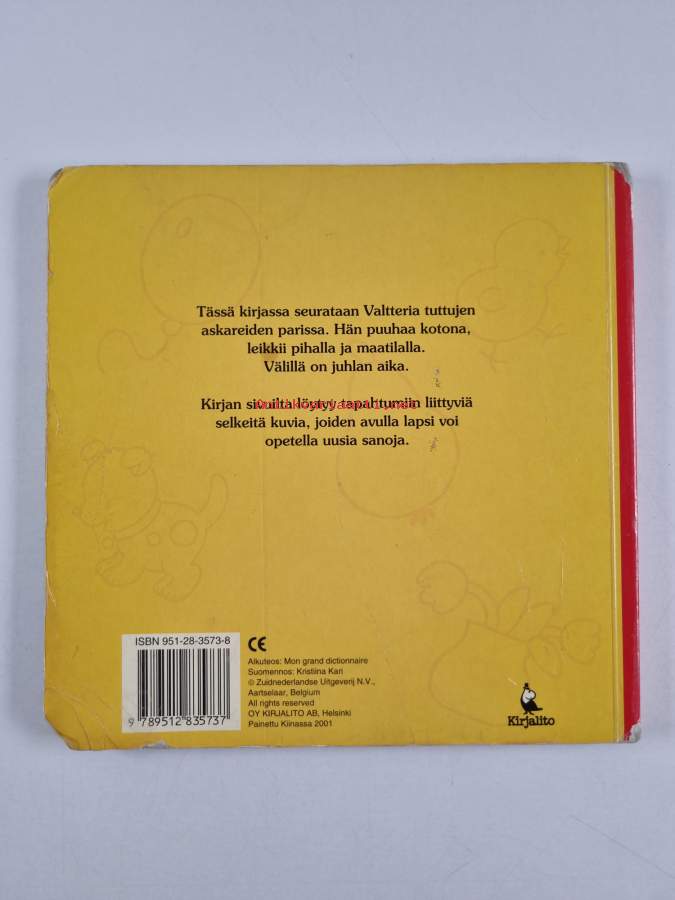 Tässä kirjassa seurataan Valtteria tuttujen
askareiden parissa. Hän puuhaa kotona,
leikkii pihalla ja maatilalla.
Välillä on juhlan aika.
Kirjan sivuilta löytyy tapahtumiin liittyviä
selkeitä kuvia, joiden avulla lapsi voi
opetella uusia sanoja.
ISBN 951-28-3573-8
9 789512 835737
CE
Alkuteos: Mon grand dictionnaire
Suomennos: Kristiina Kari
© Zuidnederlandse Uitgeverij N.V.,
Aartselaar, Belgium
All rights reserved
OY KIRJALITO AB, Helsinki
Painettu Kiinassa 2001
Kirjalito